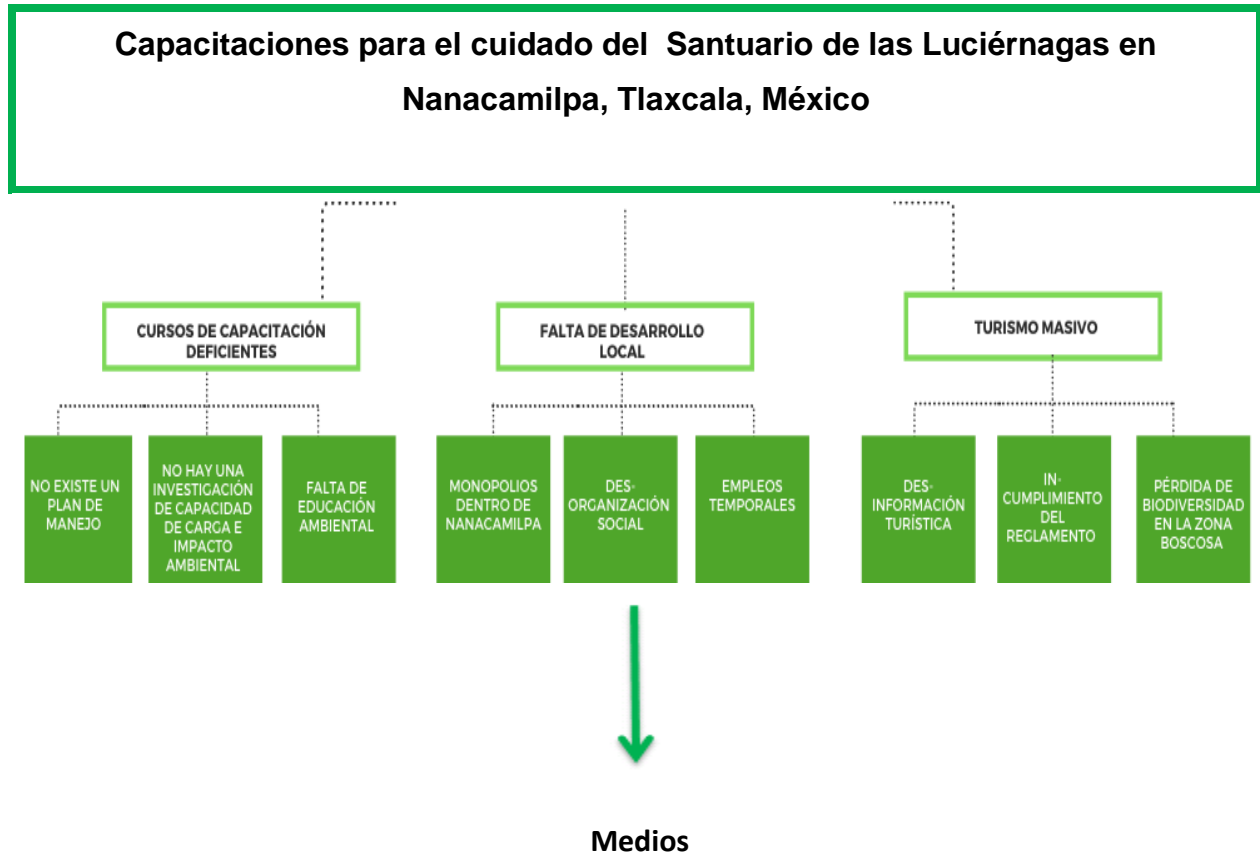 Capacitaciones para el cuidado del Santuario de las Luciérnagas en
Nanacamilpa, Tlaxcala, México
CURSOS DE CAPACITACIÓN
DEFICIENTES
FALTA DE DESARROLLO
LOCAL
TURISMO MASIVO
NO EXISTE UN
PLAN DE
MANEJO
NO HAY UNA
INVESTIGACIÓN
DE CAPACIDAD
DE CARGA E
IMPACTO
AMBIENTAL
FALTA DE
EDUCACIÓN
AMBIENTAL
MONOPOLIOS
DENTRO DE
NANACAMILPA
DES-
ORGANIZACIÓN
SOCIAL
EMPLEOS
TEMPORALES
DES-
INFORMACIÓN
TURÍSTICA
IN-
CUMPLIMIENTO
DEL
REGLAMENTO
PÉRDIDA DE
BIODIVERSIDAD
EN LA ZONA
BOSCOSA
Medios